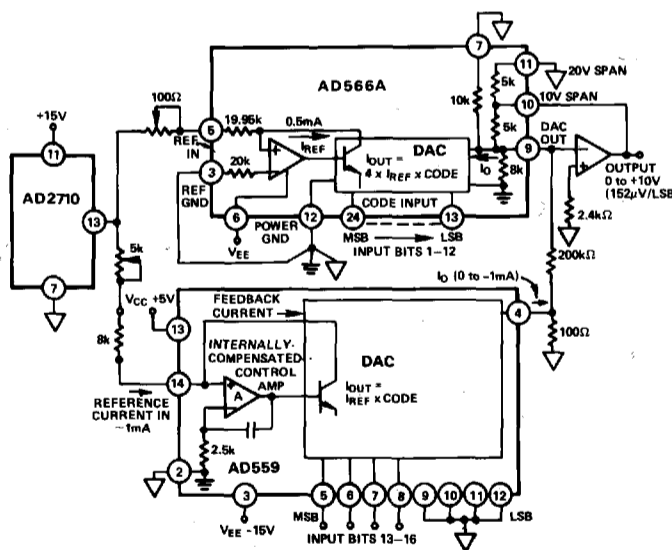 7
11
20V SPAN
AD566A
5k
10
10V SPAN
100Ω
10k
+15V
5
19.95k
0.5mA
5k
DAC OUT
9
REF IN
IREF
DAC
11
3
20k
IOUT = 4 x IREF x CODE
IO
8k
OUTPUT
0 to +10V
(152μV/LSB
AD2710
REF GND
13
6
POWER GND
12
24
CODE INPUT
13
2.4kΩ
VEE
MSB
LSB
INPUT BITS 1–12
5k
200kΩ
7
IO (0 to -1mA)
VCC +5V
FEEDBACK CURRENT
4
13
8k
INTERNALLY-
COMPENSATED-
CONTROL
AMP
DAC
100Ω
14
A
IOUT =
IREF x CODE
REFERENCE
CURRENT IN
~1mA
2.5k
2
AD559
3
5
6
7
8
9
10
11
12
MSB
LSB
VEE -15V
INPUT BITS 13–16